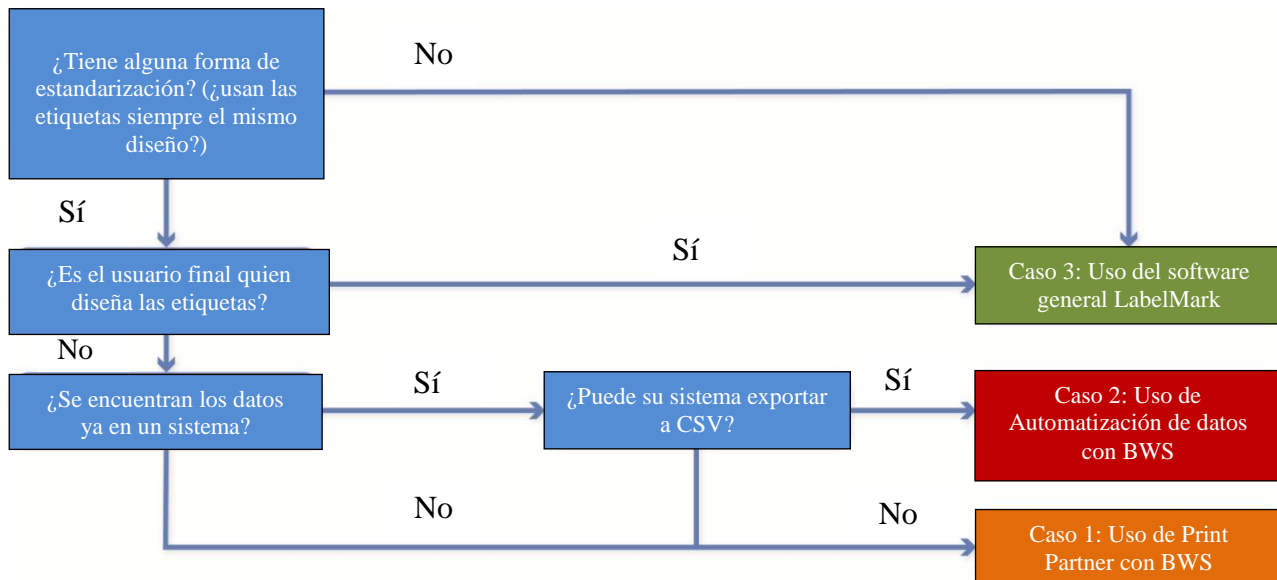 ¿Tiene alguna forma de
estandarización? (¿usan las
etiquetas siempre el mismo
diseño?)
No
Sí
¿Es el usuario final quien
diseña las etiquetas?
Sí
Caso 3: Uso del software
general LabelMark
No
¿Se encuentran los datos
ya en un sistema?
Sí
¿Puede su sistema exportar
a CSV?
Sí
Caso 2: Uso de
Automatización de datos
con BWS
No
No
Caso 1: Uso de Print
Partner con BWS